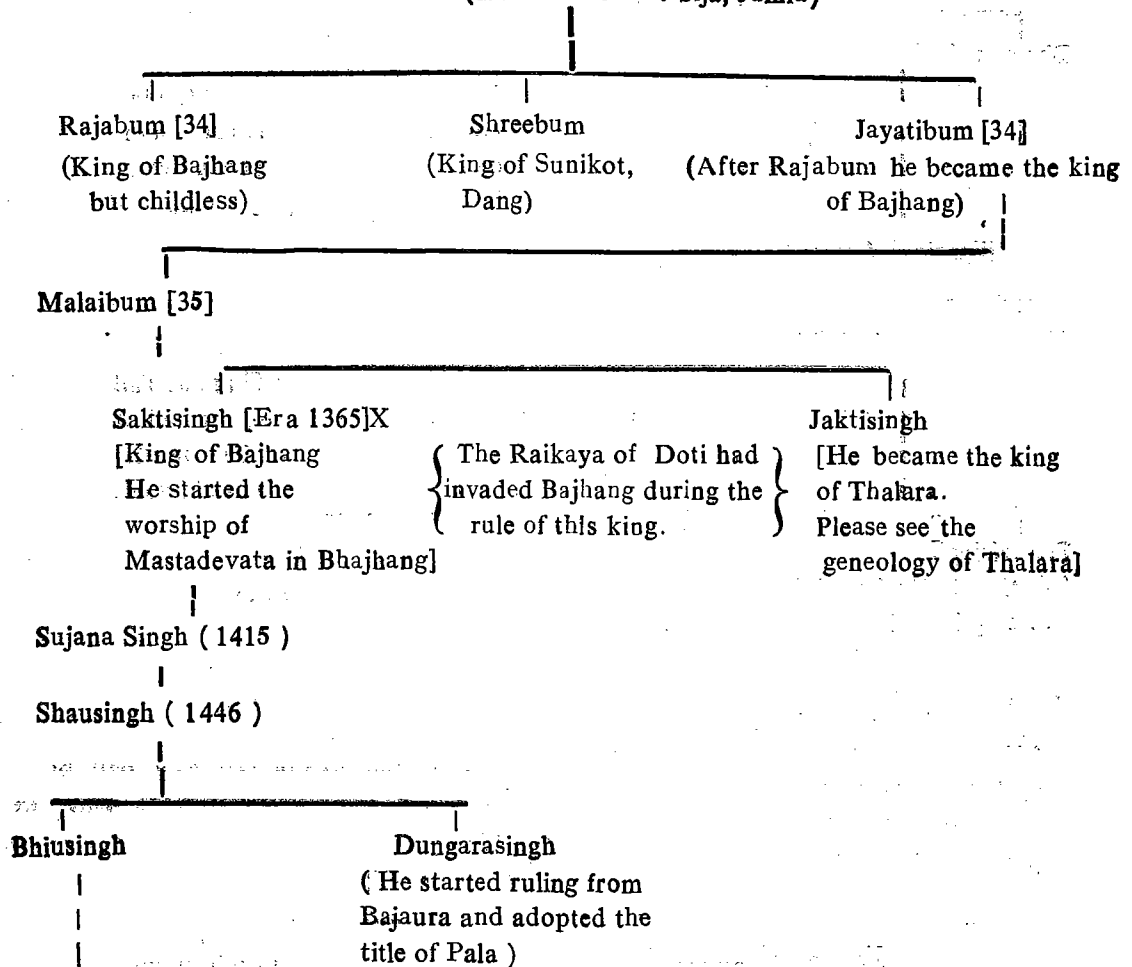 Rajabum [34]
(King of Bajhang
but childless)
Shreebum
(King of Sunikot,
Dang)
Jayatibum [34]
(After Rajabum he became the king
of Bajhang)
Malaibum [35]
Saktisingh [Era 1365]X
[King of Bajhang
He started the
worship of
Mastadevata in Bhajhang]
{ The Raikaya of Doti had }
{ invaded Bajhang during the }
{ rule of this king. }
Jaktisingh
[He became the king
of Thalara.
Please see the
geneology of Thalara]
Sujana Singh ( 1415 )
Shausingh ( 1446 )
Bhiusingh
Dungarasingh
( He started ruling from
Bajaura and adopted the
title of Pala )